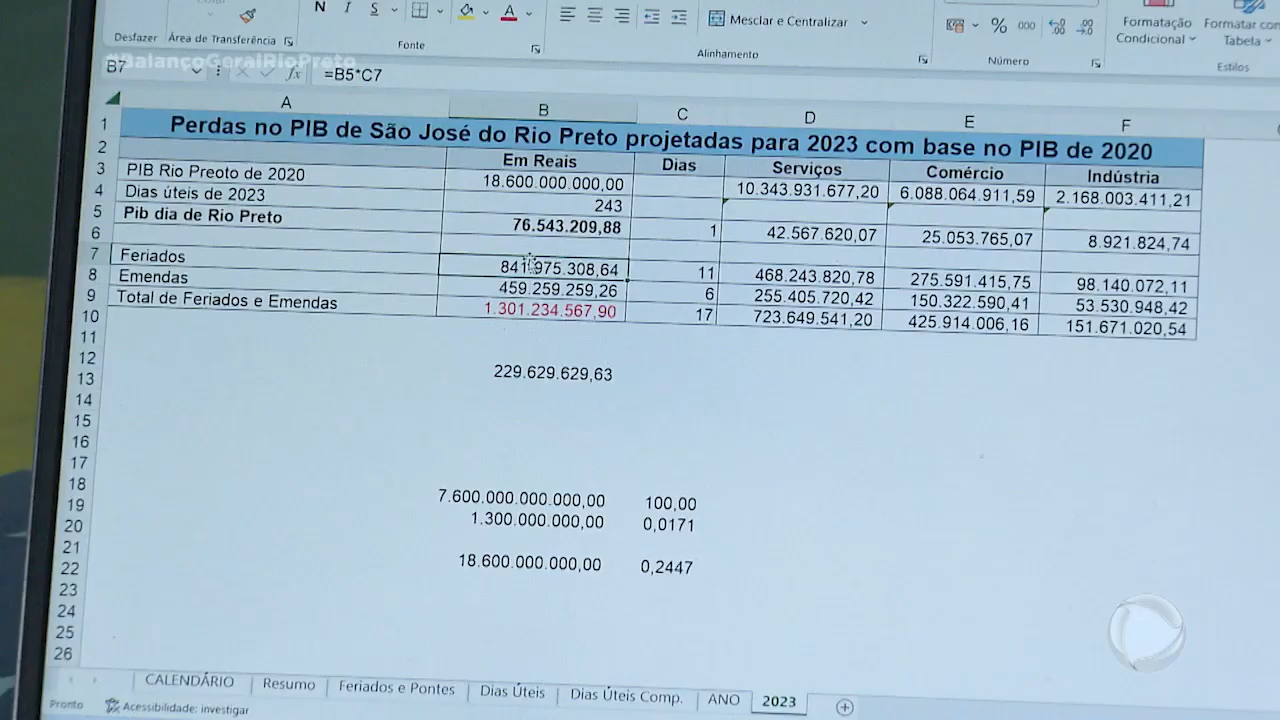 N I S A Mesclar e Centralizar % 000 Formatação Formatar con
Desfazer Área de Transferência Fonte Alinhamento Número Condicional Tabela
Estilos
#BalançoGeralRioPreto
B7 fx =B5*C7
A B C D E F
1 Perdas no PIB de São José do Rio Preto projetadas para 2023 com base no PIB de 2020
2 Em Reais Dias Serviços Comércio Indústria
3 PIB Rio Preoto de 2020 18.600.000.000,00 10.343.931.677,20 6.088.064.911,59 2.168.003.411,21
4 Dias úteis de 2023 243
5 Pib dia de Rio Preto 76.543.209,88 1 42.567.620,07 25.053.765,07 8.921.824,74
6
7 Feriados 841.975.308,64 11 468.243.820,78 275.591.415,75 98.140.072,11
8 Emendas 459.259.259,26 6 255.405.720,42 150.322.590,41 53.530.948,42
9 Total de Feriados e Emendas 1.301.234.567,90 17 723.649.541,20 425.914.006,16 151.671.020,54
10
11
12
13 229.629.629,63
14
15
16
17
18
19 7.600.000.000.000,00 100,00
20 1.300.000.000,00 0,0171
21
22 18.600.000.000,00 0,2447
23
24
25
26
CALENDÁRIO Resumo Feriados e Pontes Dias Úteis Dias Úteis Comp. ANO 2023
Pronto Acessibilidade: investigar